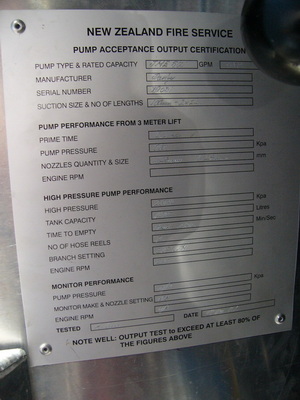 NEW ZEALAND FIRE SERVICE
PUMP ACCEPTANCE OUTPUT CERTIFICATION
PUMP TYPE & RATED CAPACITY GPM
MANUFACTURER
SERIAL NUMBER
SUCTION SIZE & NO OF LENGTHS
PUMP PERFORMANCE FROM 3 METER LIFT
PRIME TIME
PUMP PRESSURE Kpa
NOZZLES QUANTITY & SIZE mm
ENGINE RPM
HIGH PRESSURE PUMP PERFORMANCE
HIGH PRESSURE Kpa
TANK CAPACITY Litres
TIME TO EMPTY Min/Sec
NO OF HOSE REELS
BRANCH SETTING
ENGINE RPM
MONITOR PERFORMANCE
PUMP PRESSURE Kpa
MONITOR MAKE & NOZZLE SETTING
ENGINE RPM
TESTED DATE
NOTE WELL: OUTPUT TEST to EXCEED AT LEAST 80% OF
THE FIGURES ABOVE